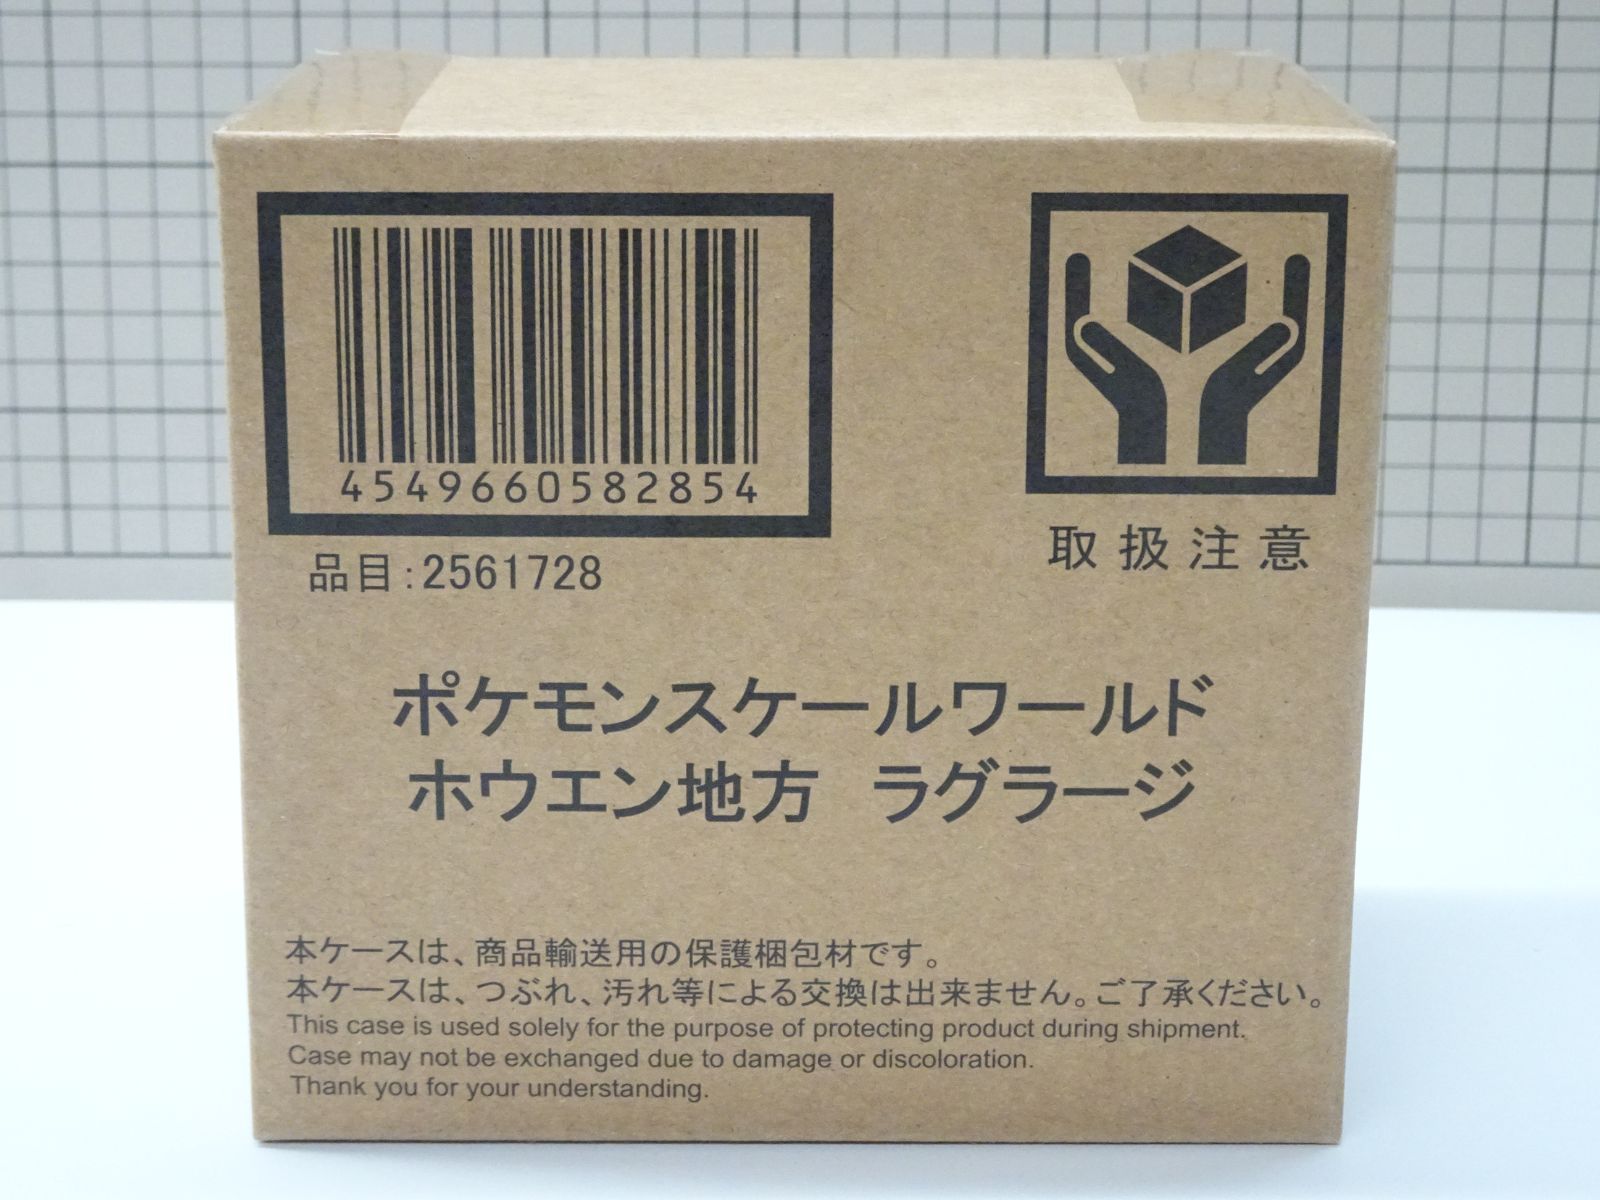 4549660582854
品目:2561728
取扱注意
ポケモンスケールワールド
ホウエン地方　ラグラージ
本ケースは、商品輸送用の保護梱包材です。
本ケースは、つぶれ、汚れ等による交換は出来ません。ご了承ください。
This case is used solely for the purpose of protecting product during shipment.
Case may not be exchanged due to damage or discoloration.
Thank you for your understanding.